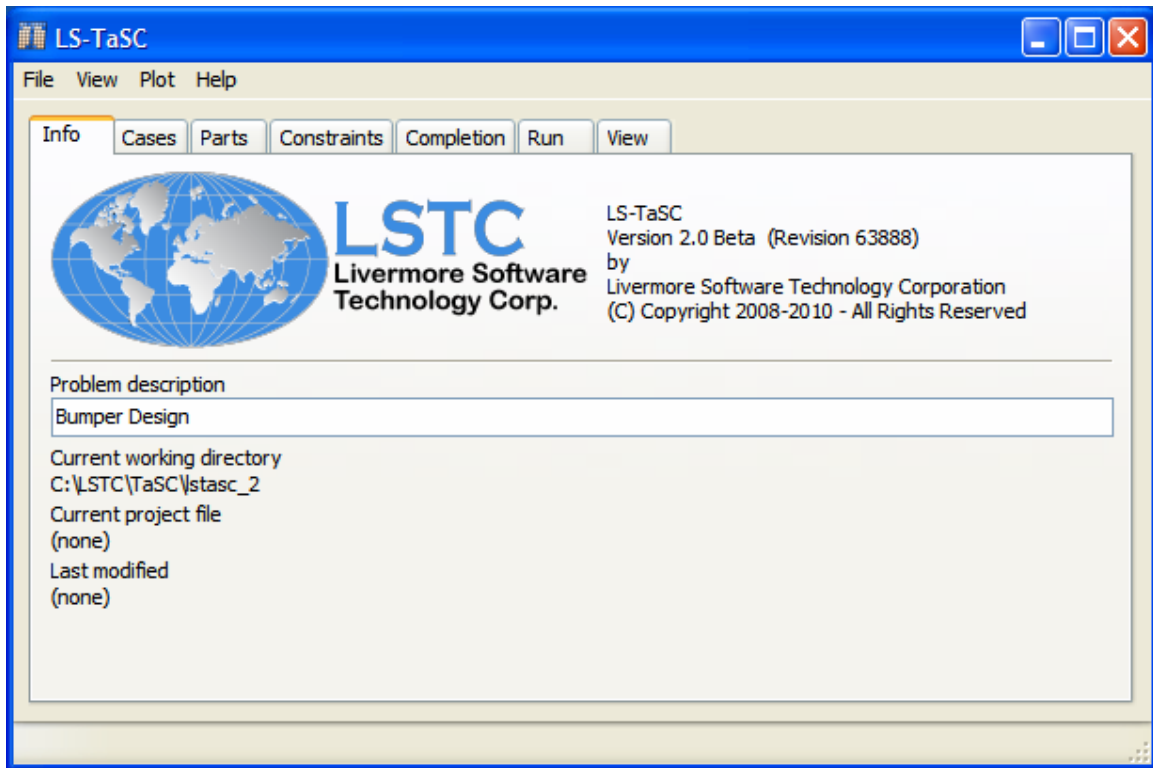 LS-TaSC
File View Plot Help
Info Cases Parts Constraints Completion Run View
LSTC
Livermore Software
Technology Corp.
LS-TaSC
Version 2.0 Beta (Revision 63888)
by
Livermore Software Technology Corporation
(C) Copyright 2008-2010 - All Rights Reserved
Problem description
Bumper Design
Current working directory
C:\LSTC\TaSC\lstasc_2
Current project file
(none)
Last modified
(none)